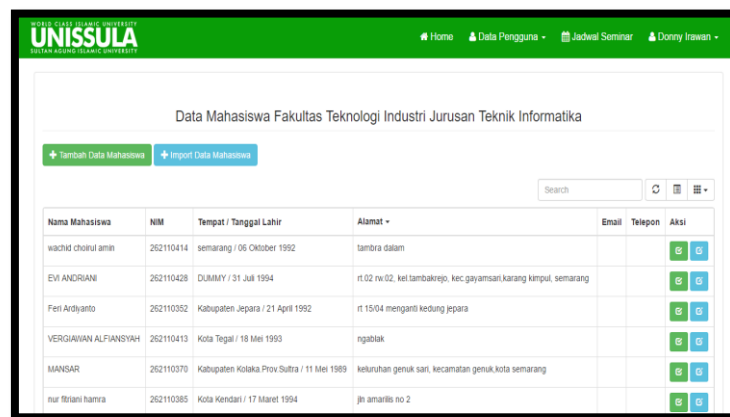 WORLD CLASS ISLAMIC UNIVERSITY
UNISSULA
SULTAN AGUNG ISLAMIC UNIVERSITY
Home Data Pengguna Jadwal Seminar Donny Irawan
Data Mahasiswa Fakultas Teknologi Industri Jurusan Teknik Informatika
Tambah Data Mahasiswa Import Data Mahasiswa
Search
Nama Mahasiswa NIM Tempat / Tanggal Lahir Alamat Email Telepon Aksi
wachid choirul amin 262110414 semarang / 06 Oktober 1992 tambra dalam
EVI ANDRIANI 262110428 DUMMY / 31 Juli 1994 rt.02 rw.02, kel.tambakrejo, kec.gayamsari,karang kimpul, semarang
Feri Ardiyanto 262110352 Kabupaten Jepara / 21 April 1992 rt 15/04 menganti kedung jepara
VERGIAWAN ALFIANSYAH 262110413 Kota Tegal / 18 Mei 1993 ngablak
MANSAR 262110370 Kabupaten Kolaka,Prov.Sultra / 11 Mei 1989 keluruhan genuk sari, kecamatan genuk,kota semarang
nur fitriani hamra 262110385 Kota Kendari / 17 Maret 1994 jln amarilis no 2